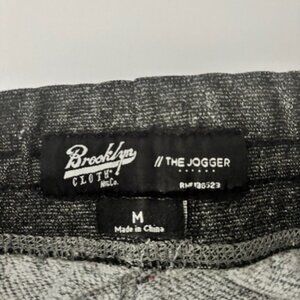 Brooklyn
CLOTH®
Mfg.Co.
// THE JOGGER
M
Made in China